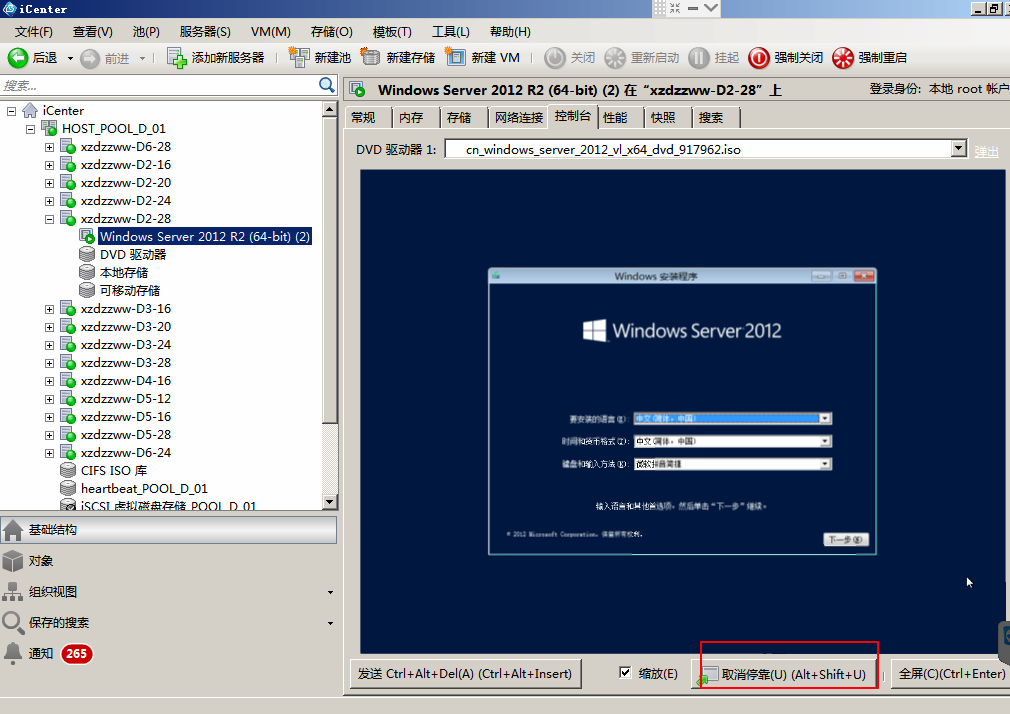 iCenter
文件(F) 查看(V) 池(P) 服务器(S) VM(M) 存储(O) 模板(T) 工具(L) 帮助(H)
后退 前进 添加新服务器 新建池 新建存储 新建 VM 关闭 重新启动 挂起 强制关闭 强制重启
搜索...
Windows Server 2012 R2 (64-bit) (2) 在 “xzdzzww-D2-28” 上 登录身份: 本地 root 帐户
常规 内存 存储 网络连接 控制台 性能 快照 搜索
DVD 驱动器 1: cn_windows_server_2012_vl_x64_dvd_917962.iso 弹出
iCenter
HOST_POOL_D_01
xzdzzww-D6-28
xzdzzww-D2-16
xzdzzww-D2-20
xzdzzww-D2-24
xzdzzww-D2-28
Windows Server 2012 R2 (64-bit) (2)
DVD 驱动器
本地存储
可移动存储
xzdzzww-D3-16
xzdzzww-D3-20
xzdzzww-D3-24
xzdzzww-D3-28
xzdzzww-D4-16
xzdzzww-D5-12
xzdzzww-D5-16
xzdzzww-D5-28
xzdzzww-D6-24
CIFS ISO 库
heartbeat_POOL_D_01
iSCSI 虚拟磁盘存储_POOL_D_01
基础结构
对象
组织视图
保存的搜索
通知 265
Windows 安装程序
Windows Server 2012
要安装的语言(E): 中文(简体，中国)
时间和货币格式(T): 中文(简体，中国)
键盘和输入方法(K): 微软拼音简捷
输入语言和其他首选项，然后单击“下一步”继续。
© 2012 Microsoft Corporation。保留所有权利。
下一步(N)
发送 Ctrl+Alt+Del(A) (Ctrl+Alt+Insert) 缩放(E) 取消停靠(U) (Alt+Shift+U) 全屏(C)(Ctrl+Enter)